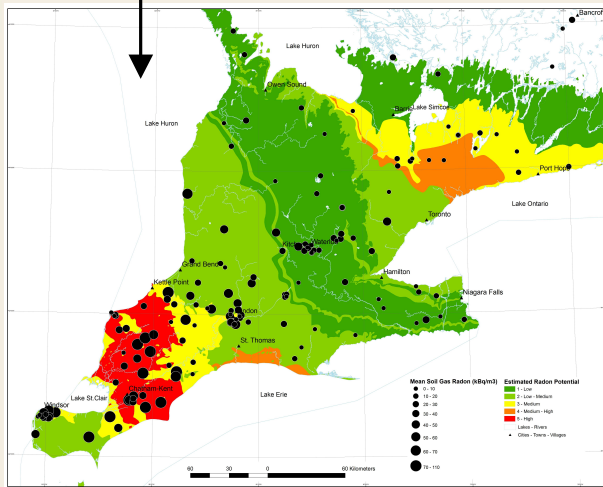 Bancroft
Lake Huron
Owen Sound
Barrie
Lake Simcoe
Lake Huron
Port Hope
Lake Ontario
Toronto
Kitchener
Waterloo
Grand Bend
Hamilton
Kettle Point
Niagara Falls
London
St. Thomas
Chatham-Kent
Lake St.Clair
Lake Erie
Windsor
60 30 0 60 Kilometers
Mean Soil Gas Radon (kBq/m3)
0 - 10
10 - 20
20 - 30
30 - 40
40 - 50
50 - 60
60 - 70
70 - 110
Estimated Radon Potential
1 - Low
2 - Low - Medium
3 - Medium
4 - Medium - High
5 - High
Lakes - Rivers
Cities - Towns - Villages